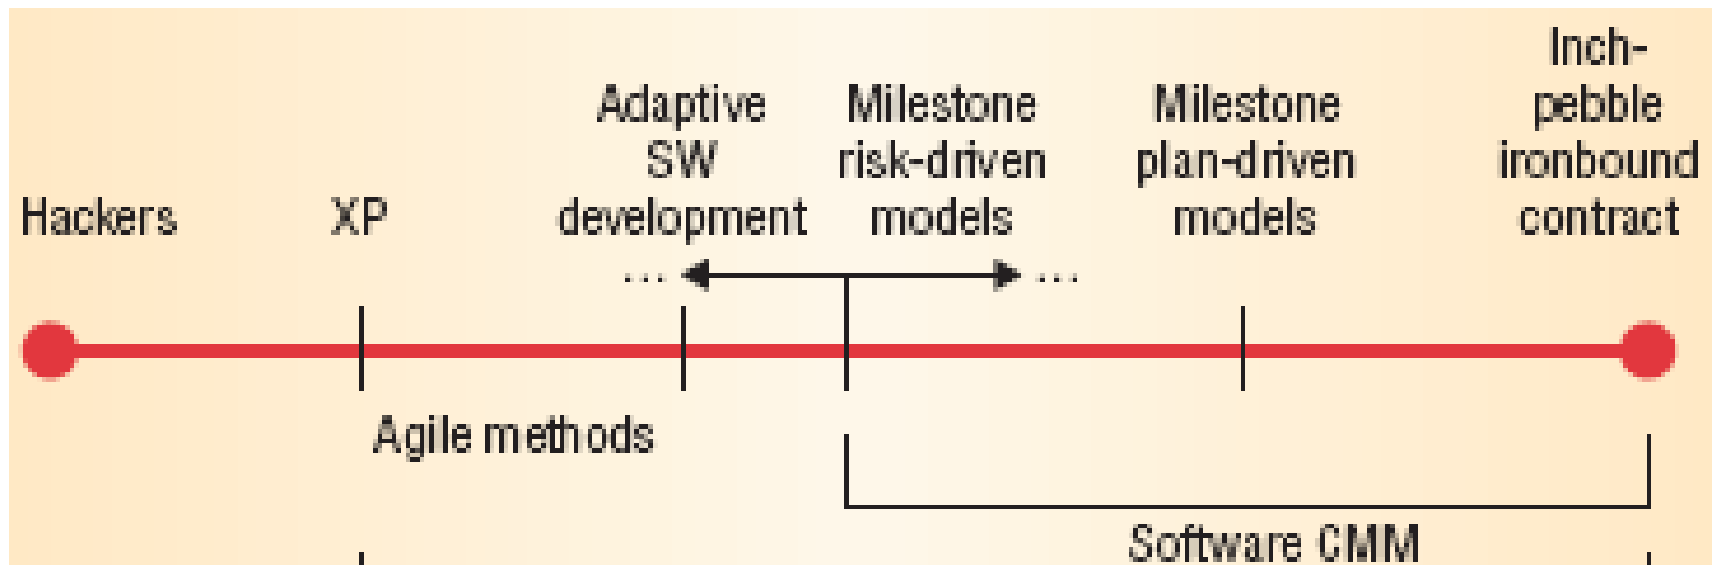 Hackers
XP
Adaptive
SW
development
Milestone
risk-driven
models
Milestone
plan-driven
models
Inch-
pebble
ironbound
contract
... ...
Agile methods
Software CMM